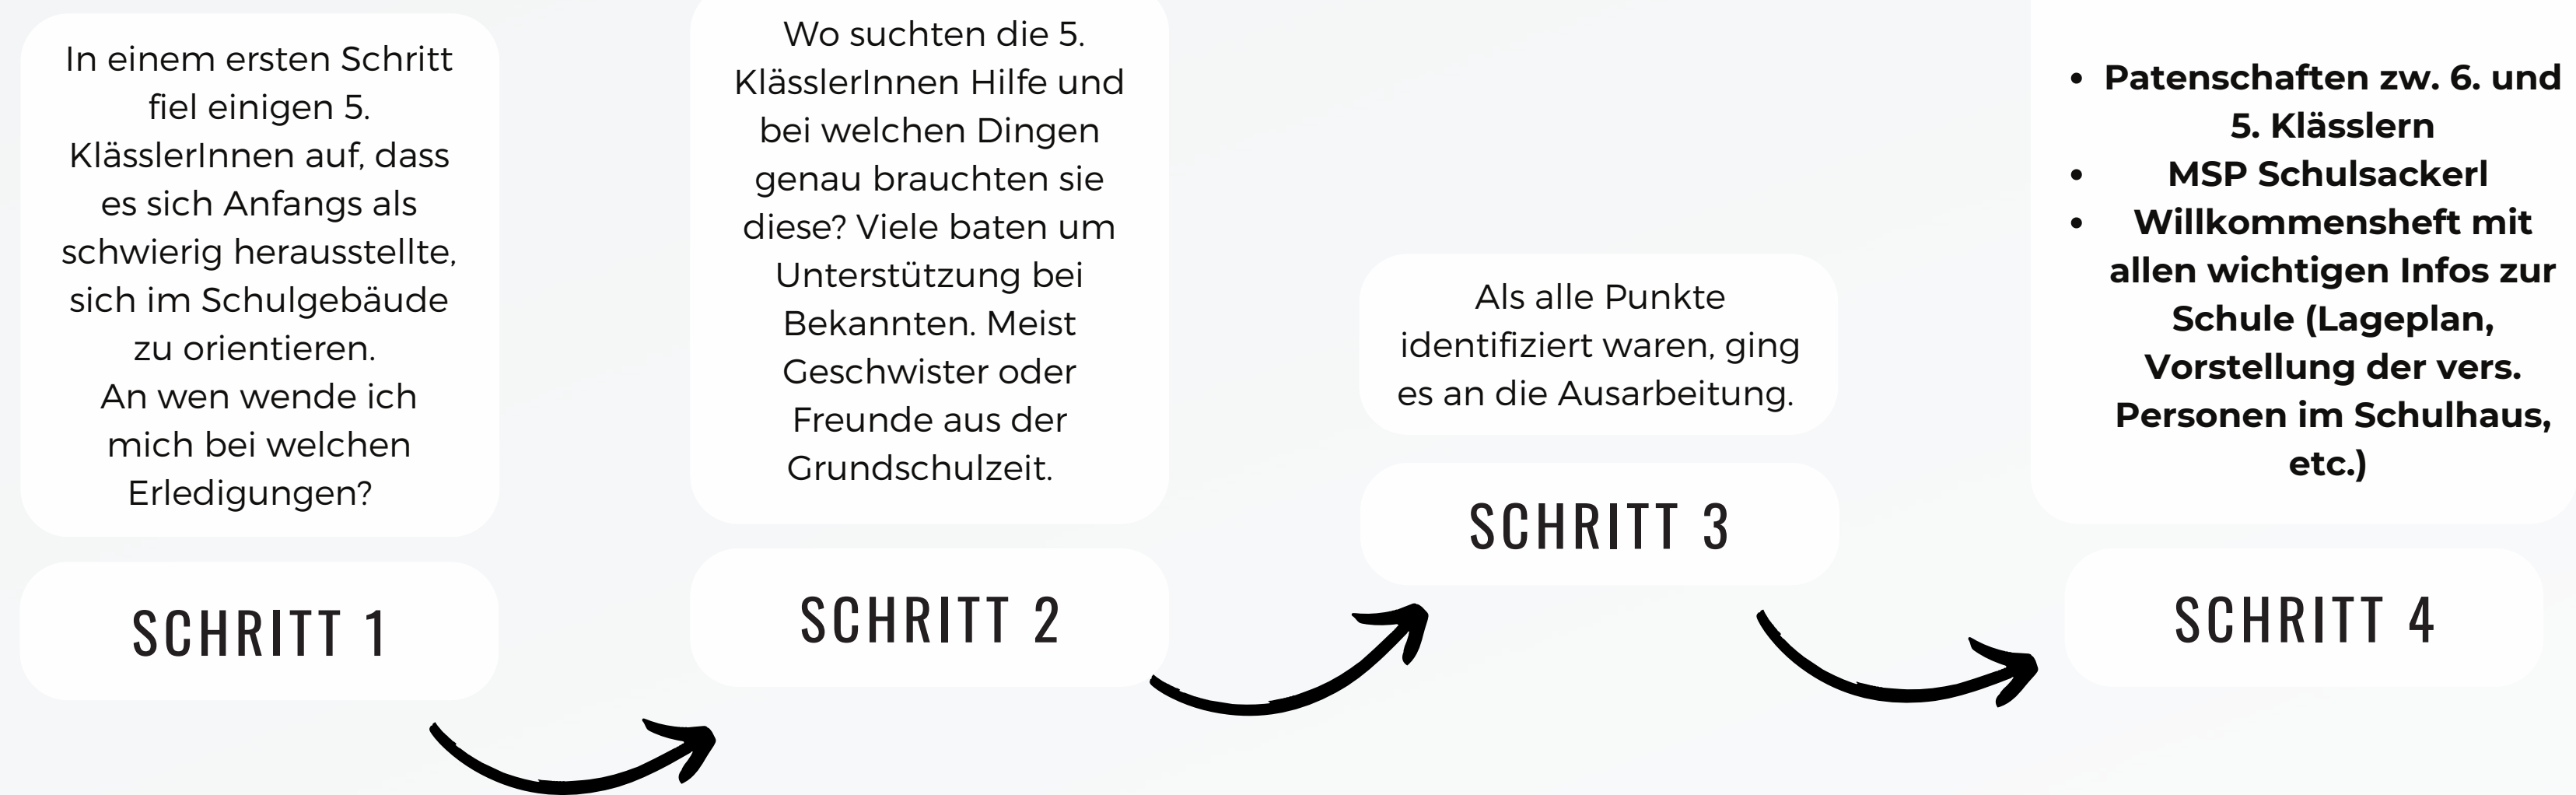 In einem ersten Schritt
fiel einigen 5.
KlässlerInnen auf, dass
es sich Anfangs als
schwierig herausstellte,
sich im Schulgebäude
zu orientieren.
An wen wende ich
mich bei welchen
Erledigungen?
SCHRITT 1
Wo suchten die 5.
KlässlerInnen Hilfe und
bei welchen Dingen
genau brauchten sie
diese? Viele baten um
Unterstützung bei
Bekannten. Meist
Geschwister oder
Freunde aus der
Grundschulzeit.
SCHRITT 2
Als alle Punkte
identifiziert waren, ging
es an die Ausarbeitung.
SCHRITT 3
• Patenschaften zw. 6. und
5. Klässlern
• MSP Schulsackerl
• Willkommensheft mit
allen wichtigen Infos zur
Schule (Lageplan,
Vorstellung der vers.
Personen im Schulhaus,
etc.)
SCHRITT 4